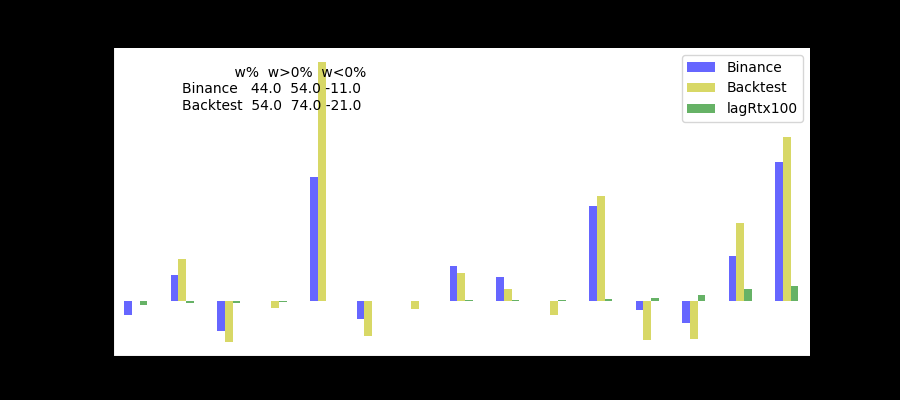 w% w>0% w<0%
Binance 44.0 54.0 -11.0
Backtest 54.0 74.0 -21.0
Binance
Backtest
lagRtx100